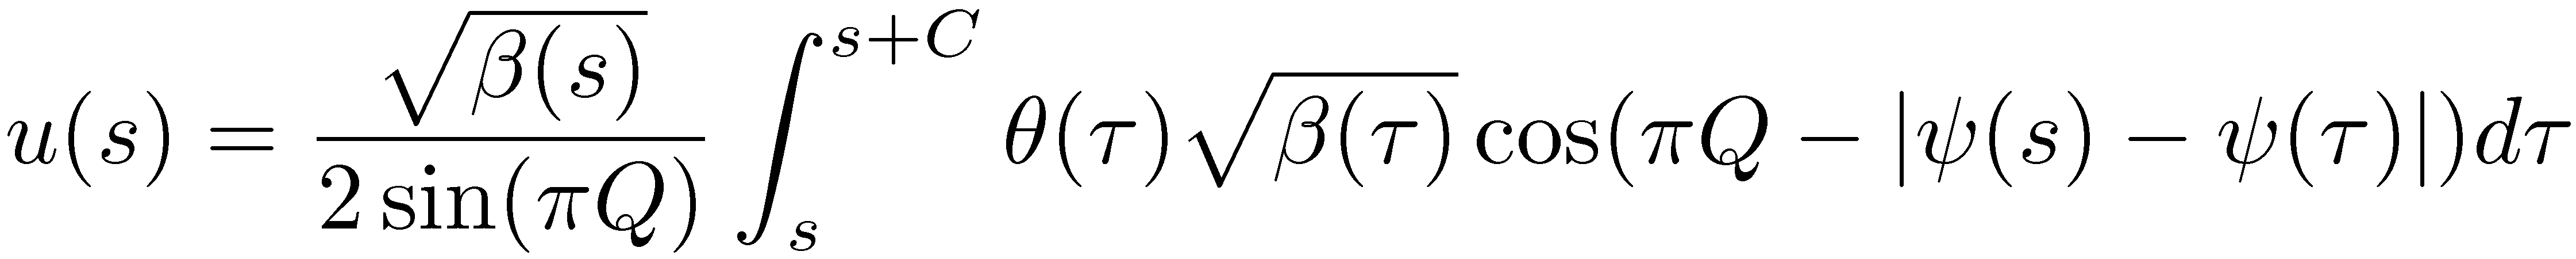 u(s) = \frac{\sqrt{\beta(s)}}{2\sin(\pi Q)} \int_{s}^{s+C} \theta(\tau)\sqrt{\beta(\tau)}\cos(\pi Q - |\psi(s) - \psi(\tau)|)d\tau